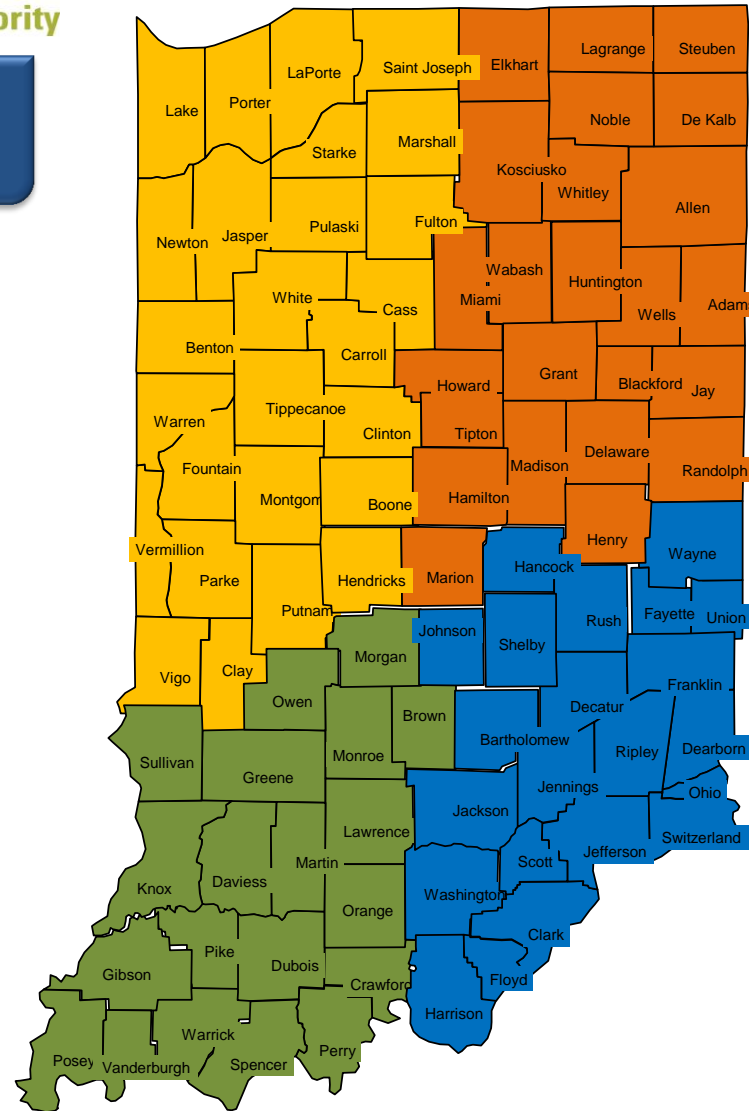 ority
LaPorte
Saint Joseph
Elkhart
Lagrange
Steuben
Lake
Porter
Noble
De Kalb
Starke
Marshall
Kosciusko
Whitley
Allen
Newton
Jasper
Pulaski
Fulton
Wabash
Huntington
White
Cass
Miami
Wells
Adam
Benton
Carroll
Howard
Grant
Blackford
Jay
Warren
Tippecanoe
Clinton
Tipton
Madison
Delaware
Randolph
Fountain
Montgom
Boone
Hamilton
Vermillion
Parke
Putnam
Hendricks
Marion
Hancock
Henry
Wayne
Vigo
Clay
Owen
Morgan
Johnson
Shelby
Rush
Fayette
Union
Franklin
Sullivan
Greene
Monroe
Brown
Bartholomew
Decatur
Ripley
Dearborn
Jennings
Ohio
Jackson
Lawrence
Martin
Daviess
Knox
Scott
Jefferson
Switzerland
Washington
Orange
Clark
Gibson
Pike
Dubois
Crawford
Floyd
Harrison
Posey
Vanderburgh
Warrick
Spencer
Perry